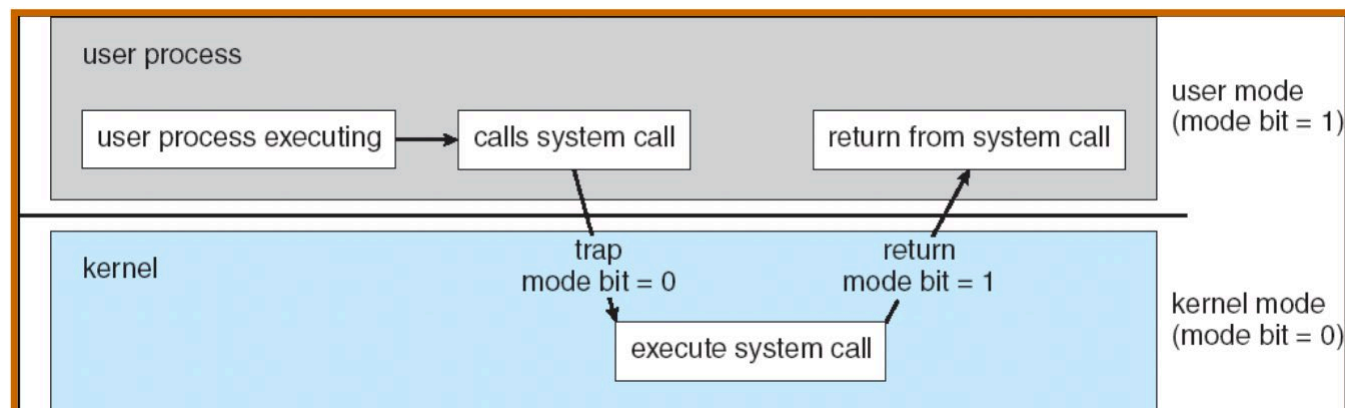 user process
user process executing
calls system call
return from system call
user mode
(mode bit = 1)
kernel
trap
mode bit = 0
return
mode bit = 1
execute system call
kernel mode
(mode bit = 0)